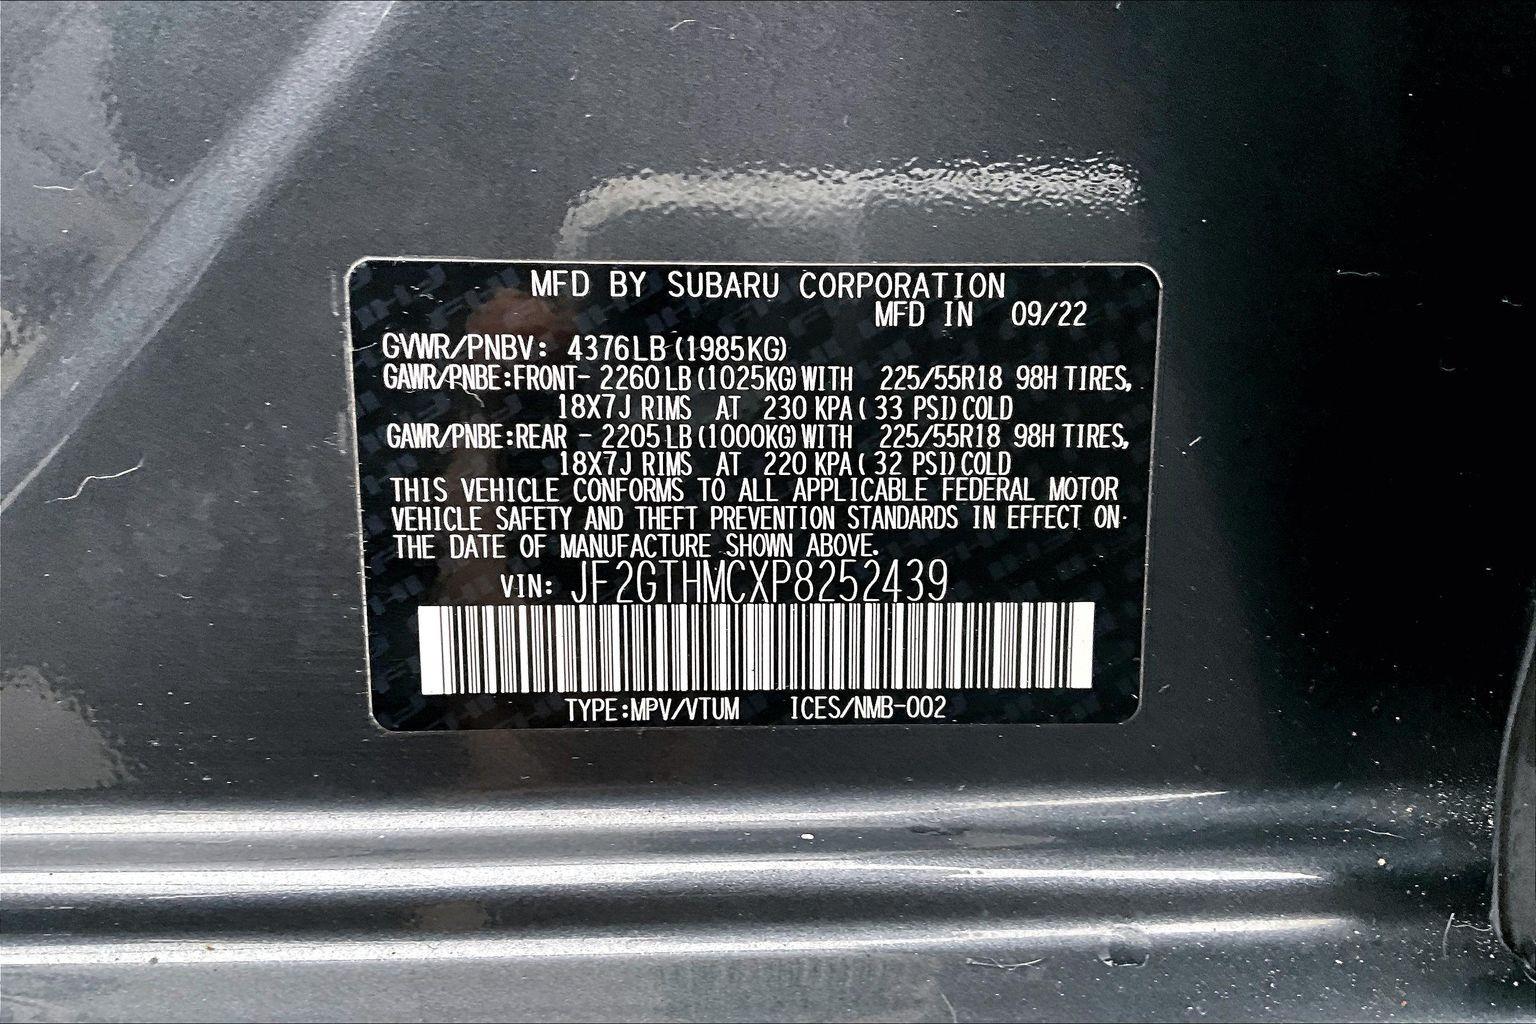 MFD BY SUBARU CORPORATION
MFD IN 09/22
GVWR/PNBV: 4376LB (1985KG)
GAWR/PNBE:FRONT- 2260 LB (1025KG) WITH 225/55R18 98H TIRES,
18X7J RIMS AT 230 KPA ( 33 PSI) COLD
GAWR/PNBE:REAR - 2205 LB (1000KG) WITH 225/55R18 98H TIRES,
18X7J RIMS AT 220 KPA ( 32 PSI) COLD
THIS VEHICLE CONFORMS TO ALL APPLICABLE FEDERAL MOTOR
VEHICLE SAFETY AND THEFT PREVENTION STANDARDS IN EFFECT ON
THE DATE OF MANUFACTURE SHOWN ABOVE.
VIN: JF2GTHMCXP8252439
TYPE:MPV/VTUM ICES/NMB-002